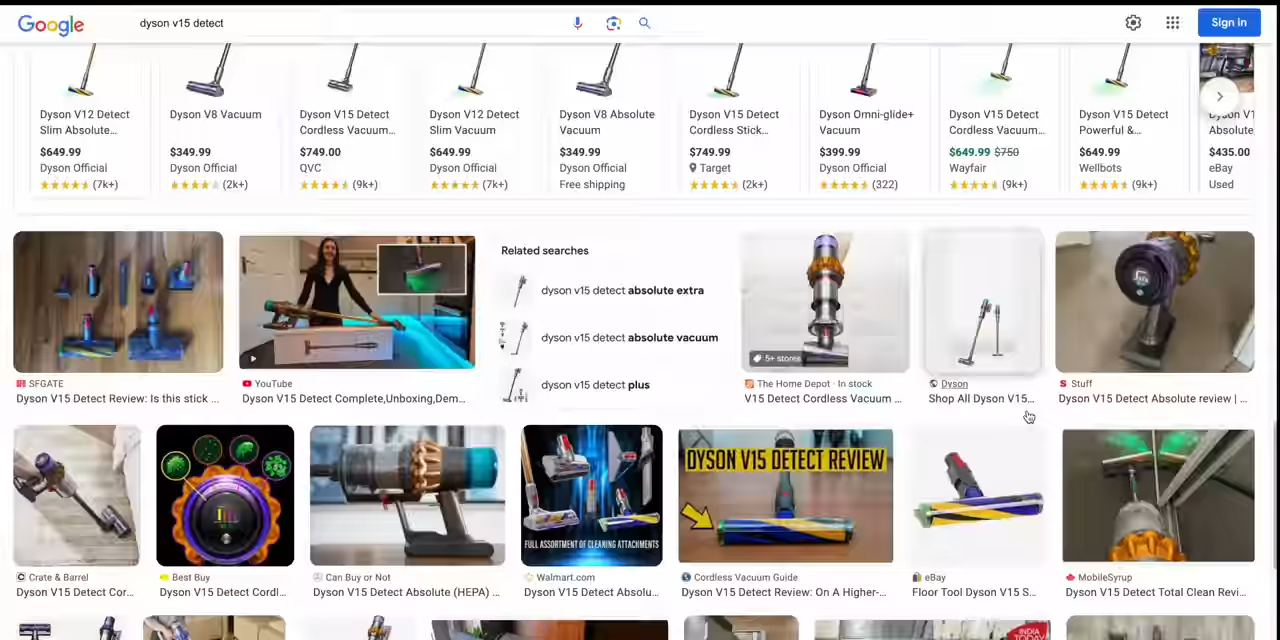 Google
dyson v15 detect
Sign in
Dyson V12 Detect
Slim Absolute...
$649.99
Dyson Official
(7k+)
Dyson V8 Vacuum
$349.99
Dyson Official
(2k+)
Dyson V15 Detect
Cordless Vacuum...
$749.00
QVC
(9k+)
Dyson V12 Detect
Slim Vacuum
$649.99
Dyson Official
(7k+)
Dyson V8 Absolute
Vacuum
$349.99
Dyson Official
Free shipping
Dyson V15 Detect
Cordless Stick...
$749.99
Target
(2k+)
Dyson Omni-glide+
Vacuum
$399.99
Dyson Official
(322)
Dyson V15 Detect
Cordless Vacuum...
$649.99 $750
Wayfair
(9k+)
Dyson V15 Detect
Powerful &...
$649.99
Wellbots
(9k+)
Absolute
$435.00
eBay
Used
SFGATE
Dyson V15 Detect Review: Is this stick ...
YouTube
Dyson V15 Detect Complete,Unboxing,Dem...
Related searches
dyson v15 detect absolute extra
dyson v15 detect absolute vacuum
dyson v15 detect plus
5+ stores
The Home Depot · In stock
V15 Detect Cordless Vacuum ...
Dyson
Shop All Dyson V15...
Stuff
Dyson V15 Detect Absolute review | ...
Crate & Barrel
Dyson V15 Detect Cor...
Best Buy
Dyson V15 Detect Cordl...
Can Buy or Not
Dyson V15 Detect Absolute (HEPA) ...
FULL ASSORTMENT OF CLEANING ATTACHMENTS
Walmart.com
Dyson V15 Detect Absolu...
DYSON V15 DETECT REVIEW
Cordless Vacuum Guide
Dyson V15 Detect Review: On A Higher-...
eBay
Floor Tool Dyson V15 S...
MobileSyrup
Dyson V15 Detect Total Clean Revi...
INDIA
TODAY